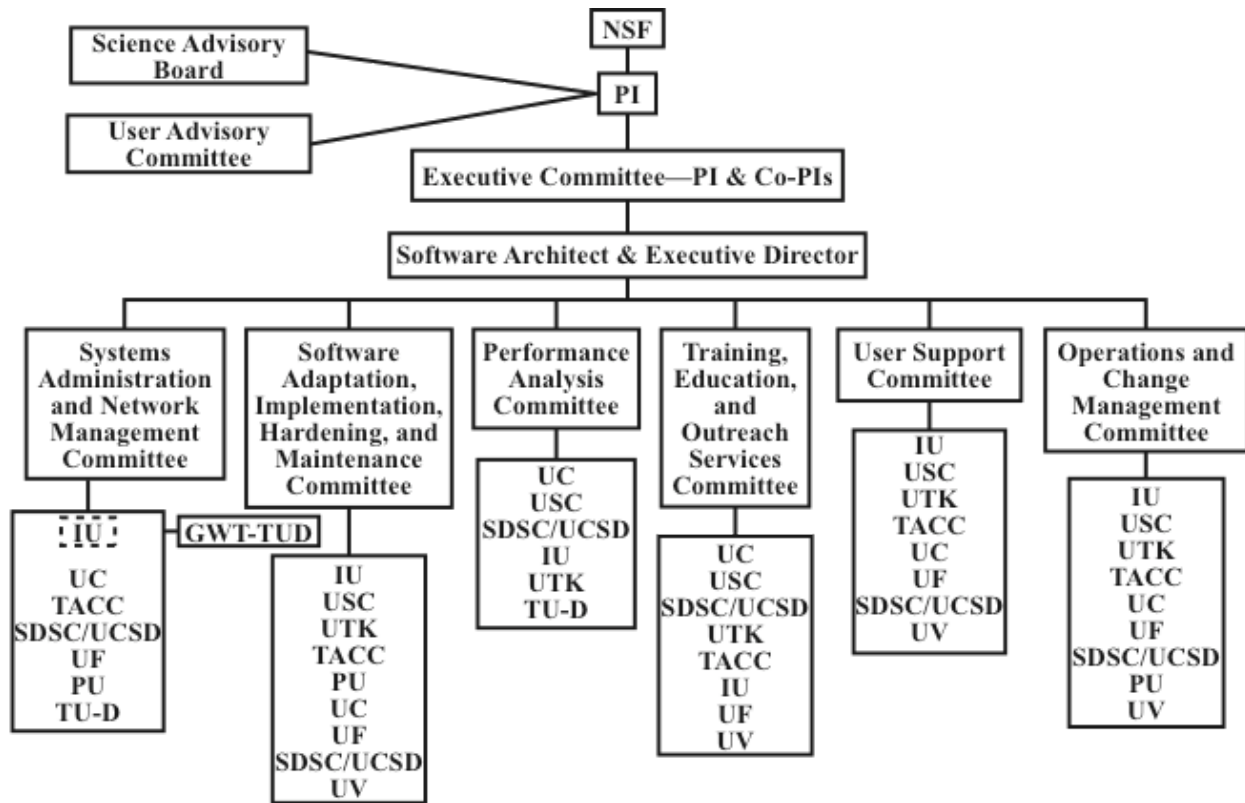 NSF
Science Advisory
Board
PI
User Advisory
Committee
Executive Committee—PI & Co-PIs
Software Architect & Executive Director
Systems
Administration
and Network
Management
Committee
Software
Adaptation,
Implementation,
Hardening, and
Maintenance
Committee
Performance
Analysis
Committee
Training,
Education,
and
Outreach
Services
Committee
User Support
Committee
Operations and
Change
Management
Committee
IU
GWT-TUD
UC
TACC
SDSC/UCSD
UF
PU
TU-D
IU
USC
UTK
TACC
PU
UC
UF
SDSC/UCSD
UV
UC
USC
SDSC/UCSD
IU
UTK
TU-D
UC
USC
SDSC/UCSD
UTK
TACC
IU
UF
UV
IU
USC
UTK
TACC
UC
UF
SDSC/UCSD
UV
IU
USC
UTK
TACC
UC
UF
SDSC/UCSD
PU
UV